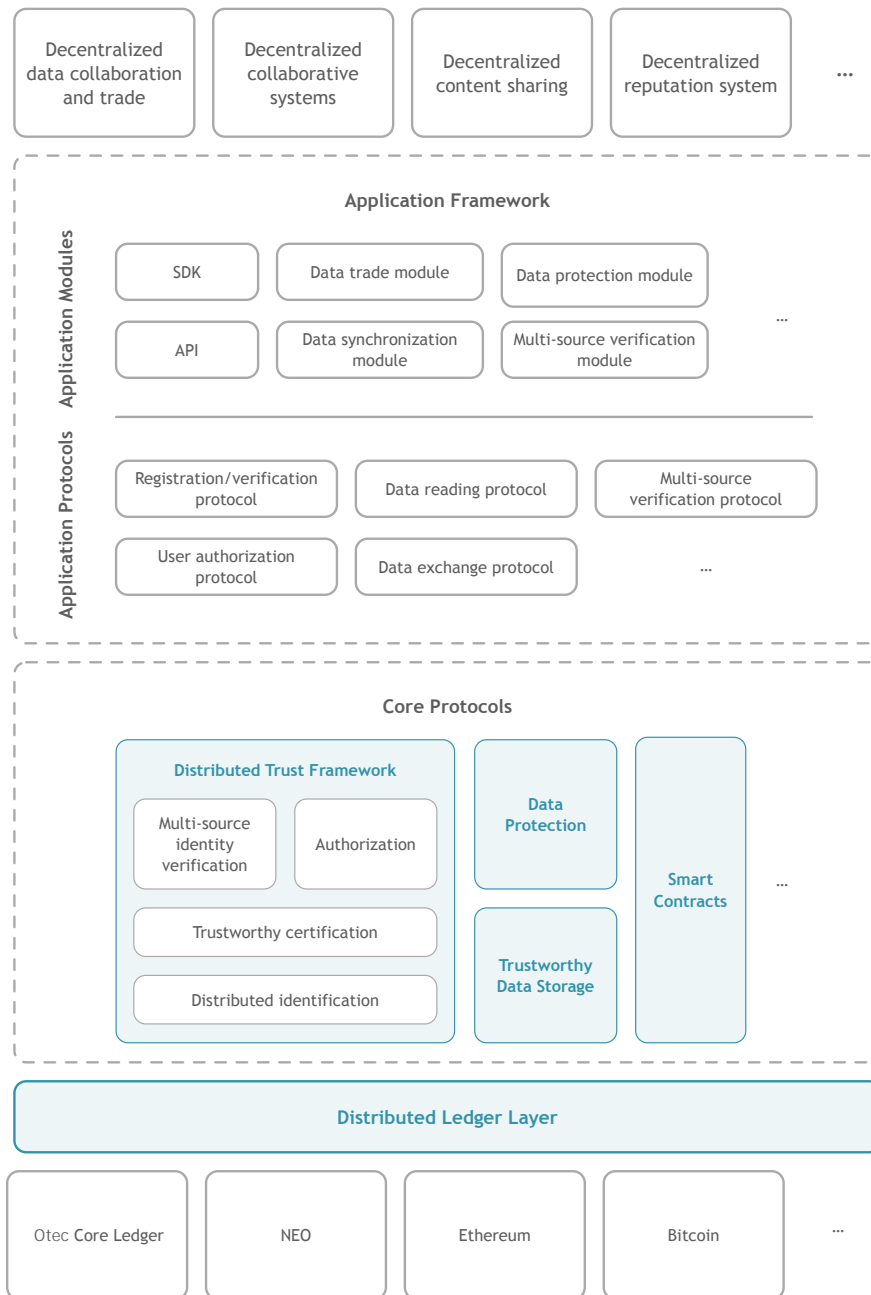 Decentralized
data collaboration
and trade
Decentralized
collaborative
systems
Decentralized
content sharing
Decentralized
reputation system
...
Application Framework
Application Modules
SDK
Data trade module
Data protection module
...
API
Data synchronization
module
Multi-source verification
module
Application Protocols
Registration/verification
protocol
Data reading protocol
Multi-source
verification protocol
User authorization
protocol
Data exchange protocol
...
Core Protocols
Distributed Trust Framework
Multi-source
identity
verification
Authorization
Trustworthy certification
Distributed identification
Data
Protection
Trustworthy
Data Storage
Smart
Contracts
...
Distributed Ledger Layer
Otec Core Ledger
NEO
Ethereum
Bitcoin
...